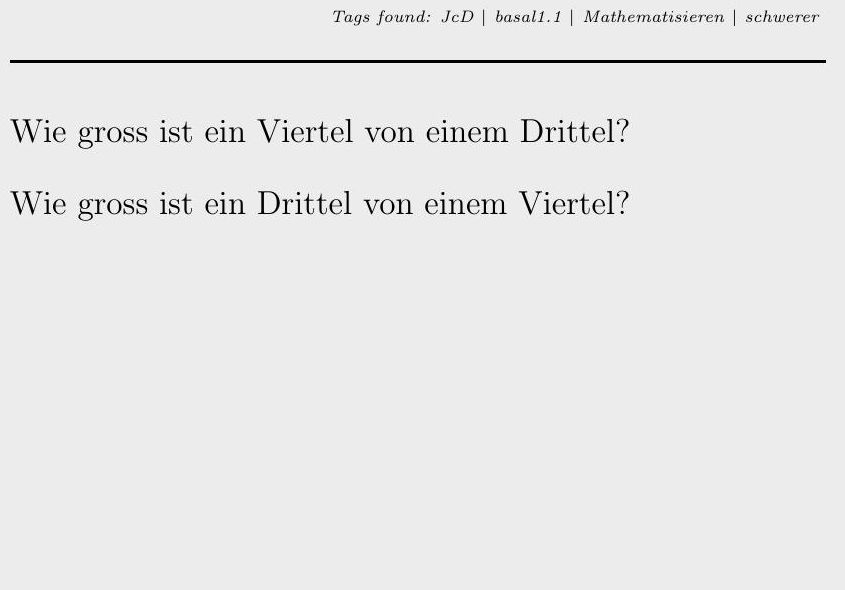 Tags found: JcD | basal1.1 | Mathematisieren | schwerer
Wie gross ist ein Viertel von einem Drittel?
Wie gross ist ein Drittel von einem Viertel?